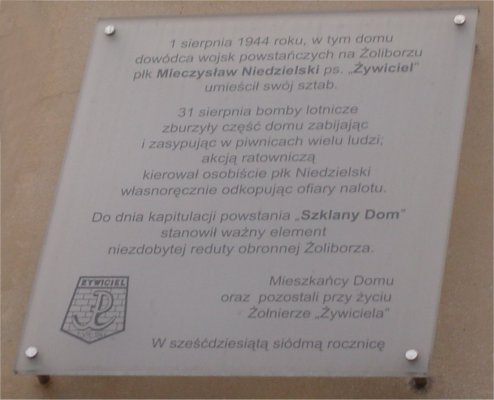 1 sierpnia 1944 roku, w tym domu
dowódca wojsk powstańczych na Żoliborzu
płk Mieczysław Niedzielski ps. „Żywiciel”
umieścił swój sztab.
31 sierpnia bomby lotnicze
zburzyły część domu zabijając
i zasypując w piwnicach wielu ludzi;
akcją ratowniczą
kierował osobiście płk Niedzielski
własnoręcznie odkopując ofiary nalotu.
Do dnia kapitulacji powstania „Szklany Dom”
stanowił ważny element
niezdobytej reduty obronnej Żoliborza.
Mieszkańcy Domu
oraz pozostali przy życiu
Żołnierze „Żywiciela”
ŻYWICIEL
W sześćdziesiątą siódmą rocznicę